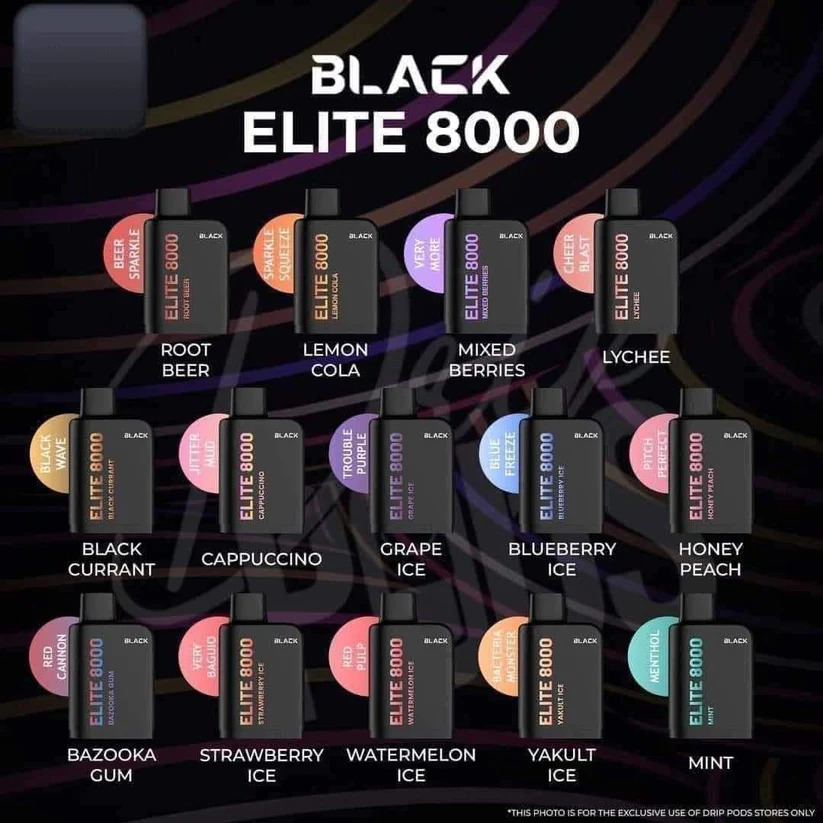 BLACK
ELITE 8000
BEER
SPARKLE
ELITE 8000
ROOT BEER
BLACK
SPARKLE
SQUEEZE
ELITE 8000
LEMON COLA
BLACK
VERY
MORE
ELITE 8000
MIXED BERRIES
BLACK
CHEER
BLAST
ELITE 8000
LYCHEE
BLACK
ROOT
BEER
LEMON
COLA
MIXED
BERRIES
LYCHEE
BLACK
WAVE
ELITE 8000
BLACK CURRANT
BLACK
JITTER
MUD
ELITE 8000
CAPPUCCINO
BLACK
TROUBLE
PURPLE
ELITE 8000
GRAPE ICE
BLACK
BLUE
FREEZE
ELITE 8000
BLUEBERRY ICE
BLACK
PITCH
PERFECT
ELITE 8000
HONEY PEACH
BLACK
BLACK
CURRANT
CAPPUCCINO
GRAPE
ICE
BLUEBERRY
ICE
HONEY
PEACH
RED
CANNON
ELITE 8000
BAZOOKA GUM
BLACK
VERY
BAGUIO
ELITE 8000
STRAWBERRY ICE
BLACK
RED
PULP
ELITE 8000
WATERMELON ICE
BLACK
BACTERIA
MONSTER
ELITE 8000
YAKULT ICE
BLACK
MENTHOL
ELITE 8000
MINT
BLACK
BAZOOKA
GUM
STRAWBERRY
ICE
WATERMELON
ICE
YAKULT
ICE
MINT
*THIS PHOTO IS FOR THE EXCLUSIVE USE OF DRIP PODS STORES ONLY